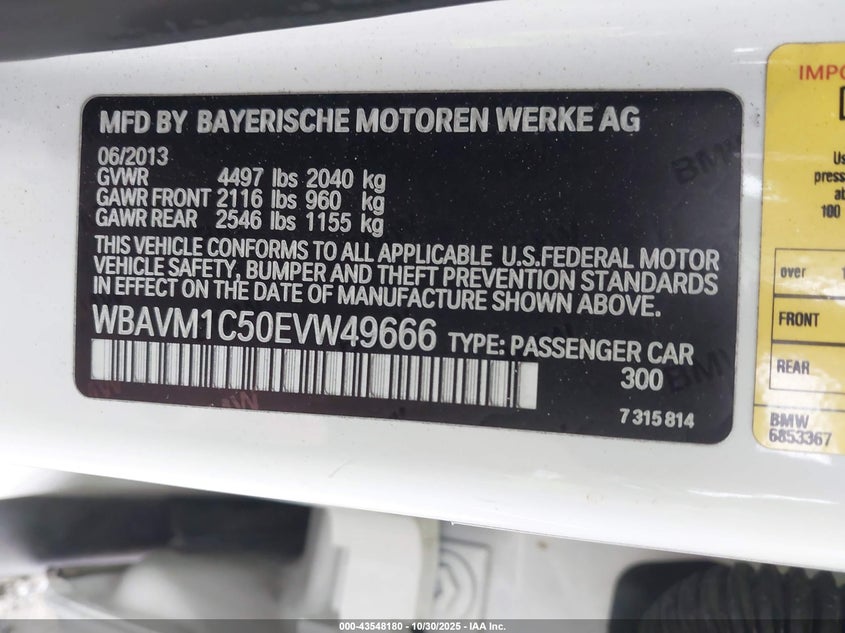 MFD BY BAYERISCHE MOTOREN WERKE AG
06/2013
GVWR 4497 lbs 2040 kg
GAWR FRONT 2116 lbs 960 kg
GAWR REAR 2546 lbs 1155 kg
THIS VEHICLE CONFORMS TO ALL APPLICABLE U.S.FEDERAL MOTOR
VEHICLE SAFETY, BUMPER AND THEFT PREVENTION STANDARDS
IN EFFECT ON THE DATE OF MANUFACTURE SHOWN ABOVE.
WBAVM1C50EVW49666 TYPE: PASSENGER CAR
300
7 315 814
over
FRONT
REAR
BMW
6853367
100
000-43548180 - 10/30/2025 - IAA, Inc.